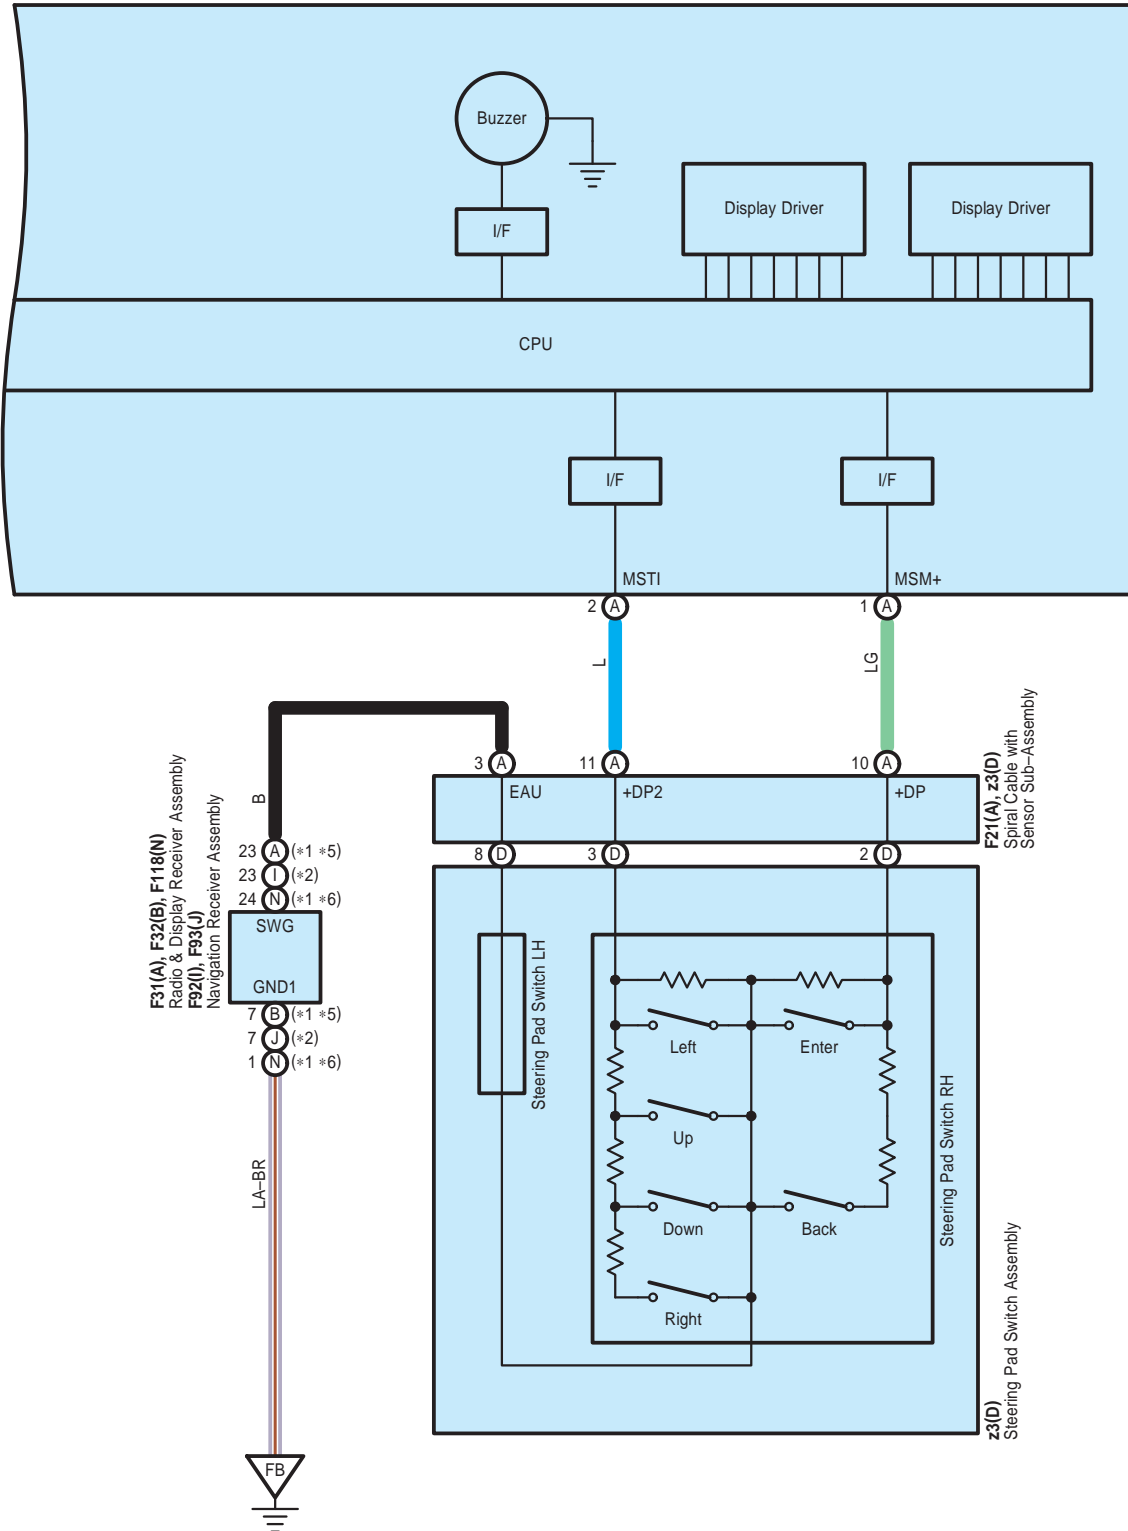 Buzzer
Display Driver
Display Driver
I/F
CPU
I/F
I/F
MSTI
MSM+
2 A
1 A
L
LG
B
3 A
11 A
10 A
EAU
+DP2
+DP
F21(A), z3(D)
Spiral Cable with
Sensor Sub–Assembly
8 D
3 D
2 D
23 A (*1 *5)
23 I (*2)
24 N (*1 *6)
SWG
GND1
7 B (*1 *5)
7 J (*2)
1 N (*1 *6)
F31(A), F32(B), F118(N)
Radio & Display Receiver Assembly
F92(I), F93(J)
Navigation Receiver Assembly
Steering Pad Switch LH
Left
Enter
Up
Down
Back
Right
Steering Pad Switch RH
LA–BR
z3(D)
Steering Pad Switch Assembly
FB